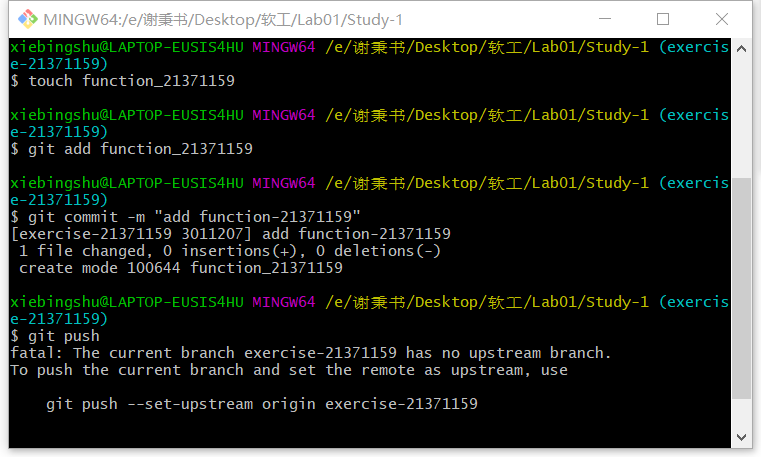 MINGW64:/e/谢秉书/Desktop/软工/Lab01/Study-1
xiebingshu@LAPTOP-EUSIS4HU MINGW64 /e/谢秉书/Desktop/软工/Lab01/Study-1 (exercis
e-21371159)
$ touch function_21371159
xiebingshu@LAPTOP-EUSIS4HU MINGW64 /e/谢秉书/Desktop/软工/Lab01/Study-1 (exercis
e-21371159)
$ git add function_21371159
xiebingshu@LAPTOP-EUSIS4HU MINGW64 /e/谢秉书/Desktop/软工/Lab01/Study-1 (exercis
e-21371159)
$ git commit -m "add function-21371159"
[exercise-21371159 3011207] add function-21371159
 1 file changed, 0 insertions(+), 0 deletions(-)
 create mode 100644 function_21371159
xiebingshu@LAPTOP-EUSIS4HU MINGW64 /e/谢秉书/Desktop/软工/Lab01/Study-1 (exercis
e-21371159)
$ git push
fatal: The current branch exercise-21371159 has no upstream branch.
To push the current branch and set the remote as upstream, use
    git push --set-upstream origin exercise-21371159